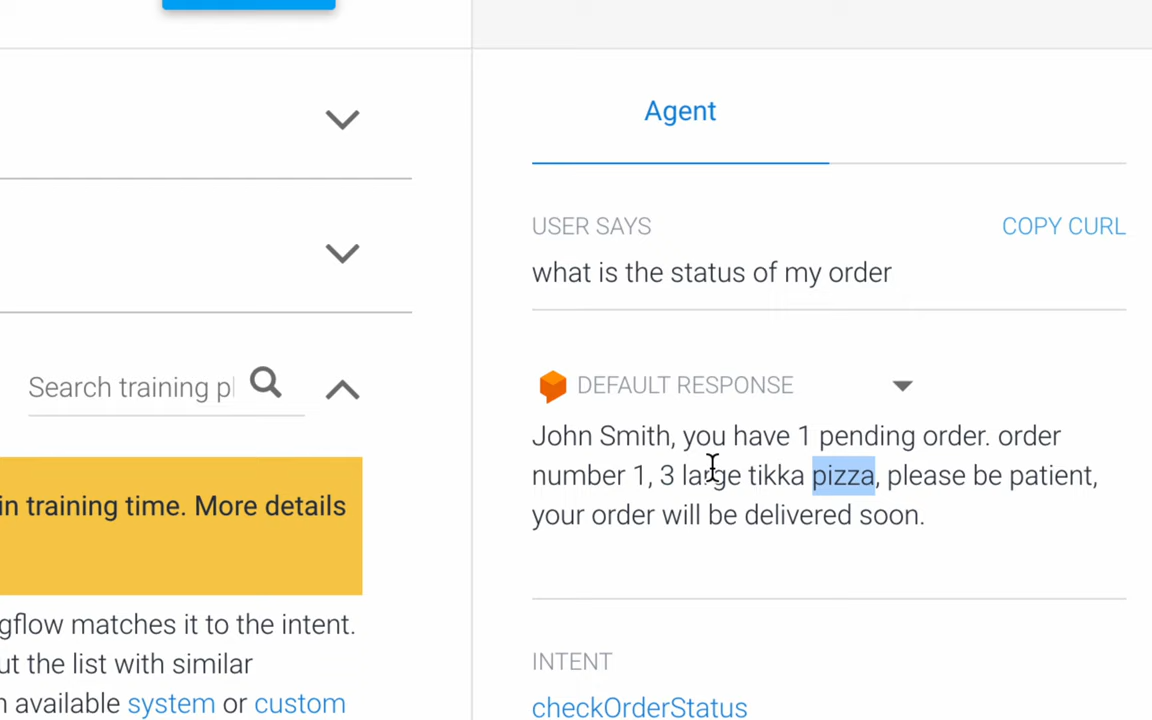 Agent
USER SAYS
COPY CURL
what is the status of my order
Search training p
DEFAULT RESPONSE
John Smith, you have 1 pending order. order
number 1, 3 large tikka pizza, please be patient,
your order will be delivered soon.
in training time. More details
gflow matches it to the intent.
ut the list with similar
n available system or custom
INTENT
checkOrderStatus